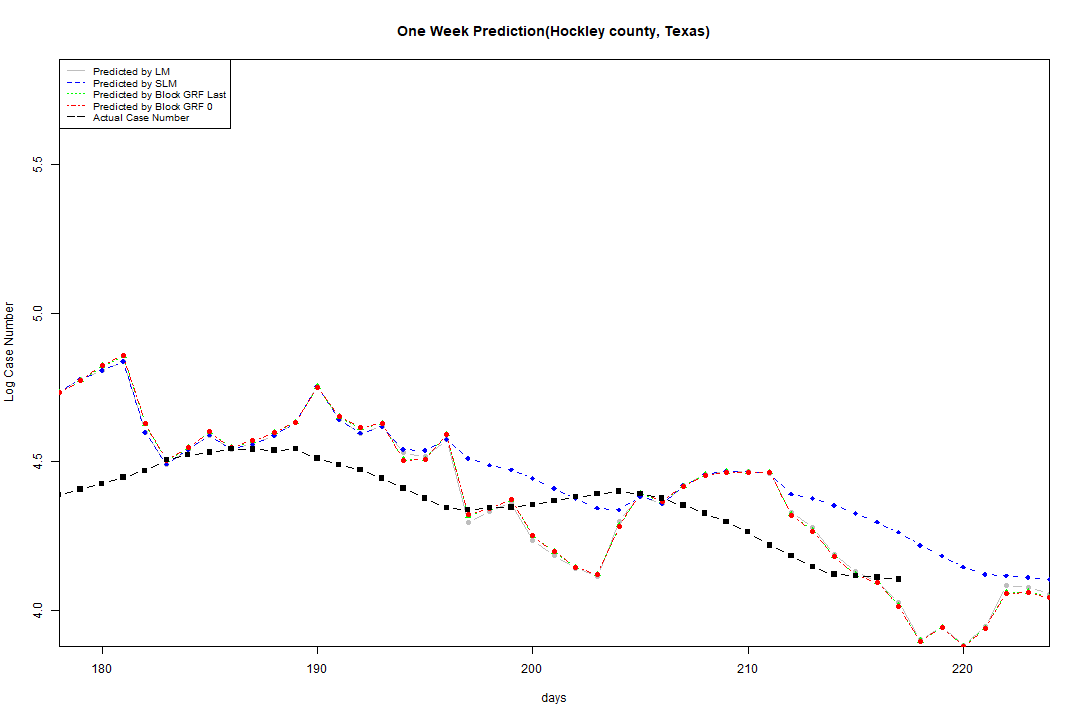 One Week Prediction(Hockley county, Texas)
Predicted by LM
Predicted by SLM
Predicted by Block GRF Last
Predicted by Block GRF 0
Actual Case Number
5.5
5.0
4.5
4.0
Log Case Number
180 190 200 210 220
days